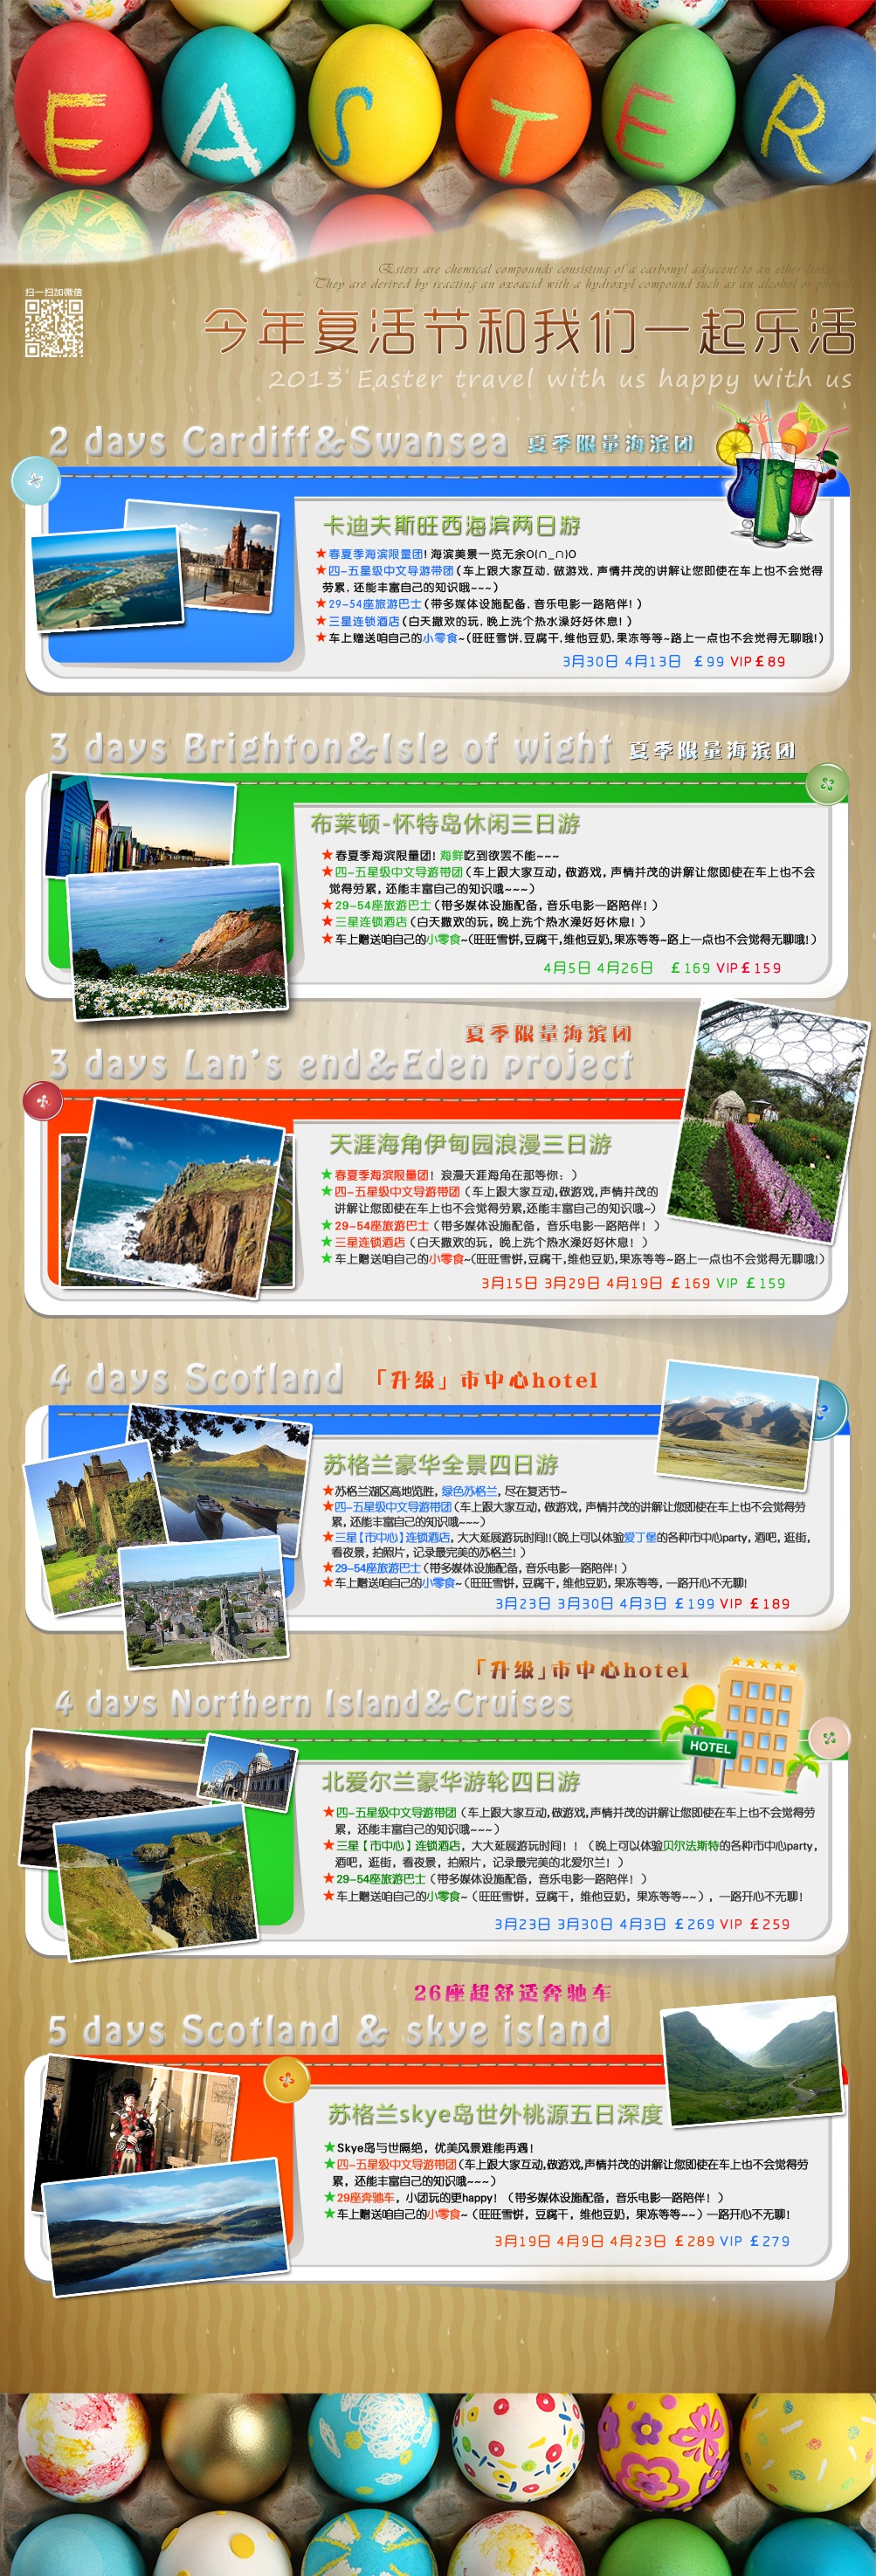 E A S T E R
Esters are chemical compounds consisting of a carbonyl adjacent to an ether
They are derived by reacting an oxoacid with a hydroxyl compound such as an alcohol or
扫一扫加微信
今年复活节和我们一起乐活
2013' Easter travel with us happy with us
2 days Cardiff&Swansea 夏季限量海滨团
卡迪夫斯旺西海滨两日游
★春夏季海滨限量团! 海滨美景一览无余O(∩_∩)O
★四-五星级中文导游带团(车上跟大家互动, 做游戏, 声情并茂的讲解让您即使在车上也不会觉得
劳累, 还能丰富自己的知识哦~~~)
★29-54座旅游巴士(带多媒体设施配备, 音乐电影一路陪伴! )
★三星连锁酒店(白天撒欢的玩, 晚上洗个热水澡好好休息! )
★车上赠送咱自己的小零食~(旺旺雪饼,豆腐干,维他豆奶,果冻等等~路上一点也不会觉得无聊哦!)
3月30日 4月13日 £99 VIP£89
3 days Brighton&Isle of wight 夏季限量海滨团
布莱顿-怀特岛休闲三日游
★春夏季海滨限量团! 海鲜吃到欲罢不能~~~
★四-五星级中文导游带团(车上跟大家互动, 做游戏, 声情并茂的讲解让您即使在车上也不会
觉得劳累, 还能丰富自己的知识哦~~~)
★29-54座旅游巴士(带多媒体设施配备, 音乐电影一路陪伴! )
★三星连锁酒店(白天撒欢的玩, 晚上洗个热水澡好好休息! )
★车上赠送咱自己的小零食~(旺旺雪饼,豆腐干,维他豆奶,果冻等等~路上一点也不会觉得无聊哦!)
4月5日 4月26日 £169 VIP£159
夏季限量海滨团
3 days Lan's end&Eden project
天涯海角伊甸园浪漫三日游
★春夏季海滨限量团! 浪漫天涯海角在那等你: )
★四-五星级中文导游带团(车上跟大家互动,做游戏,声情并茂的
讲解让您即使在车上也不会觉得劳累,还能丰富自己的知识哦~)
★29-54座旅游巴士(带多媒体设施配备, 音乐电影一路陪伴! )
★三星连锁酒店(白天撒欢的玩, 晚上洗个热水澡好好休息! )
★车上赠送咱自己的小零食~(旺旺雪饼,豆腐干,维他豆奶,果冻等等~路上一点也不会觉得无聊哦!)
3月15日 3月29日 4月19日 £169 VIP £159
4 days Scotland 「升级」市中心hotel
苏格兰豪华全景四日游
★苏格兰湖区高地览胜, 绿色苏格兰, 尽在复活节~
★四-五星级中文导游带团(车上跟大家互动, 做游戏, 声情并茂的讲解让您即使在车上也不会觉得劳
累, 还能丰富自己的知识哦~~~)
★三星【市中心】连锁酒店, 大大延展游玩时间!!(晚上可以体验爱丁堡的各种市中心party, 酒吧, 逛街,
看夜景, 拍照片, 记录最完美的苏格兰! )
★29-54座旅游巴士(带多媒体设施配备, 音乐电影一路陪伴! )
★车上赠送咱自己的小零食~(旺旺雪饼, 豆腐干, 维他豆奶, 果冻等等, 一路开心不无聊!
3月23日 3月30日 4月3日 £199 VIP £189
「升级」市中心hotel
4 days Northern Island&Cruises
HOTEL
北爱尔兰豪华游轮四日游
★四-五星级中文导游带团(车上跟大家互动,做游戏,声情并茂的讲解让您即使在车上也不会觉得劳
累, 还能丰富自己的知识哦~~~)
★三星【市中心】连锁酒店, 大大延展游玩时间! ! (晚上可以体验贝尔法斯特的各种市中心party,
酒吧, 逛街, 看夜景, 拍照片, 记录最完美的北爱尔兰! )
★29-54座旅游巴士(带多媒体设施配备, 音乐电影一路陪伴! )
★车上赠送咱自己的小零食~(旺旺雪饼, 豆腐干, 维他豆奶, 果冻等等~~), 一路开心不无聊!
3月23日 3月30日 4月3日 £269 VIP £259
26座超舒适奔驰车
5 days Scotland & skye island
苏格兰skye岛世外桃源五日深度
★Skye岛与世隔绝, 优美风景难能再遇!
★四-五星级中文导游带团(车上跟大家互动,做游戏,声情并茂的讲解让您即使在车上也不会觉得劳
累, 还能丰富自己的知识哦~~~)
★29座奔驰车, 小团玩的更happy! (带多媒体设施配备, 音乐电影一路陪伴! )
★车上赠送咱自己的小零食~(旺旺雪饼, 豆腐干, 维他豆奶, 果冻等等~~)一路开心不无聊!
3月19日 4月9日 4月23日 £289 VIP £279